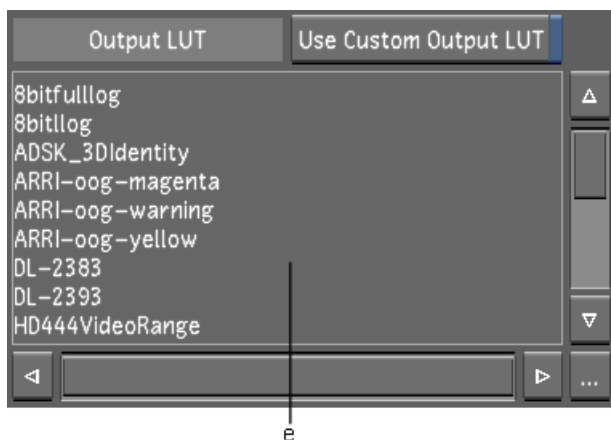 Output LUT Use Custom Output LUT
8bitfulllog
8bitllog
ADSK_3DIdentity
ARRI-oog-magenta
ARRI-oog-warning
ARRI-oog-yellow
DL-2383
DL-2393
HD444VideoRange
...
e